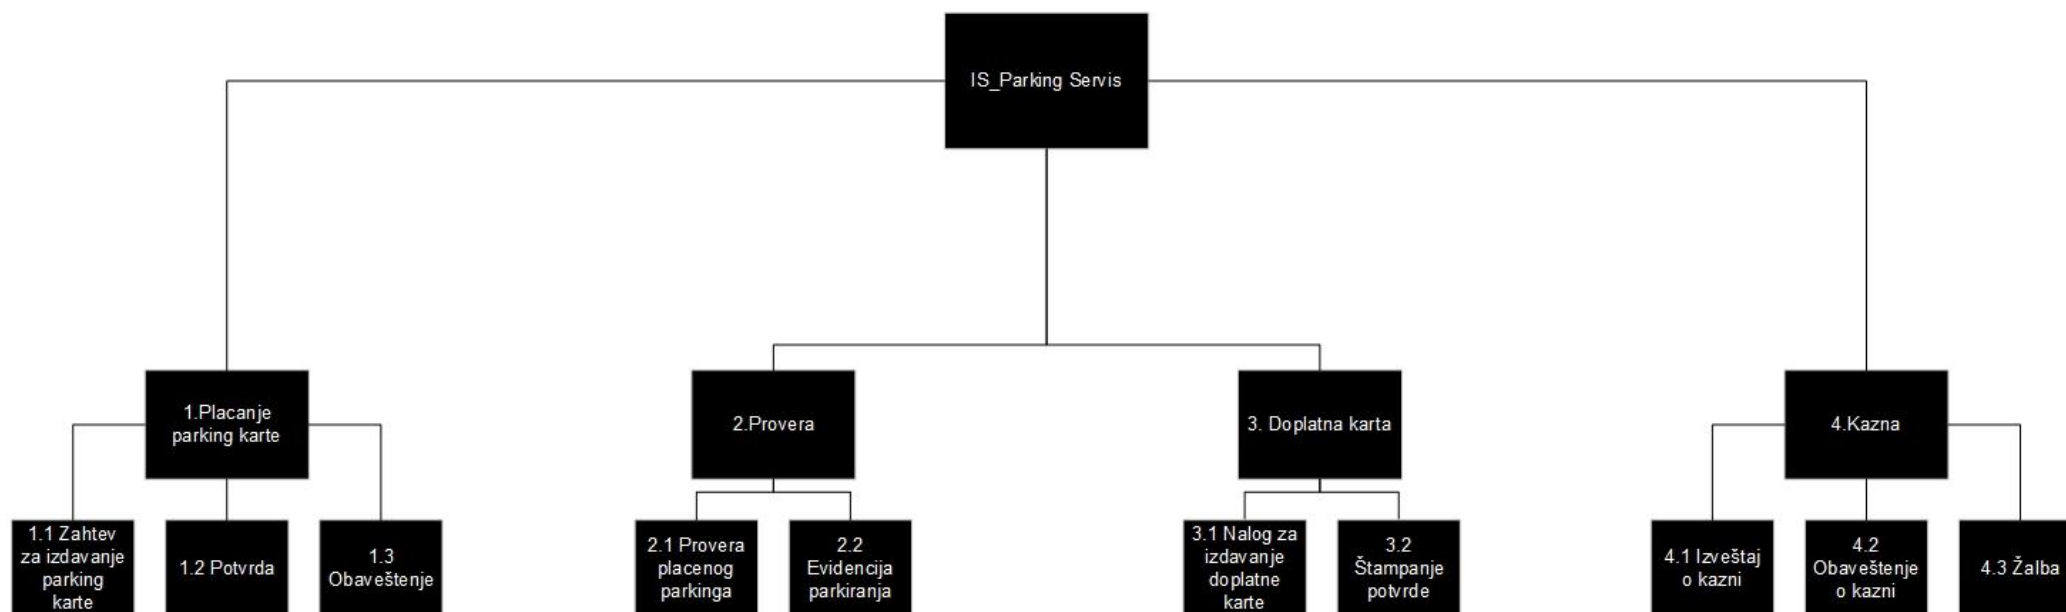 IS_Parking Servis
1.Placanje
parking karte
2.Provera
3. Doplatna karta
4.Kazna
1.1 Zahtev
za izdavanje
parking
karte
1.2 Potvrda
1.3
Obaveštenje
2.1 Provera
placenog
parkinga
2.2
Evidencija
parkiranja
3.1 Nalog za
izdavanje
doplatne
karte
3.2
Štampanje
potvrde
4.1 Izveštaj
o kazni
4.2
Obaveštenje
o kazni
4.3 Žalba